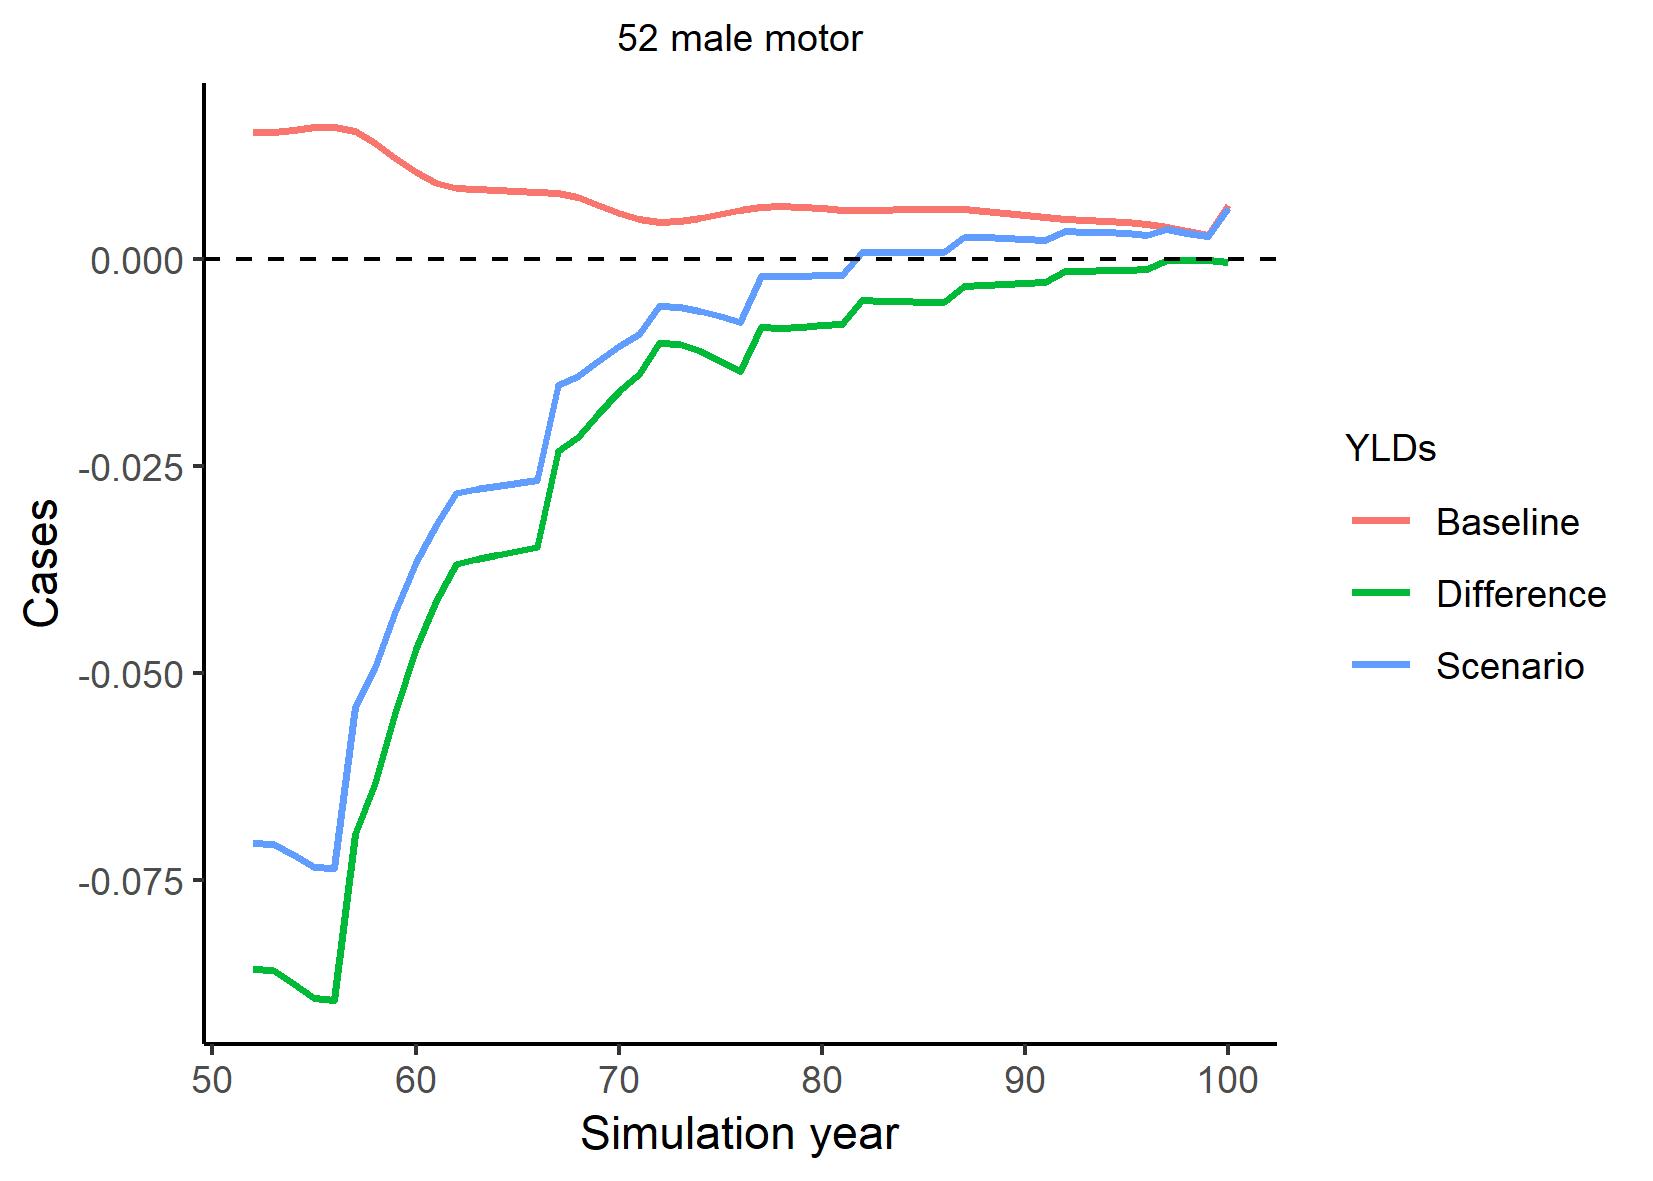 52 male motor
0.000
-0.025
-0.050
-0.075
Cases
50 60 70 80 90 100
Simulation year
YLDs
Baseline
Difference
Scenario